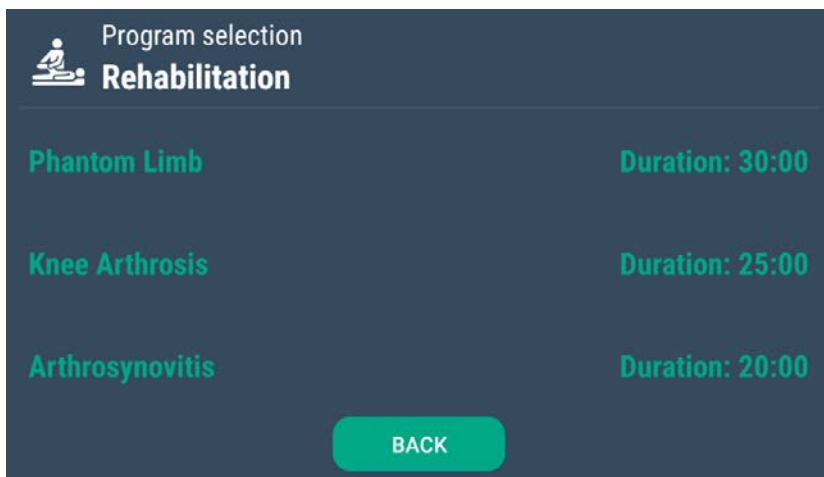 Program selection
Rehabilitation
Phantom Limb Duration: 30:00
Knee Arthrosis Duration: 25:00
Arthrosynovitis Duration: 20:00
BACK